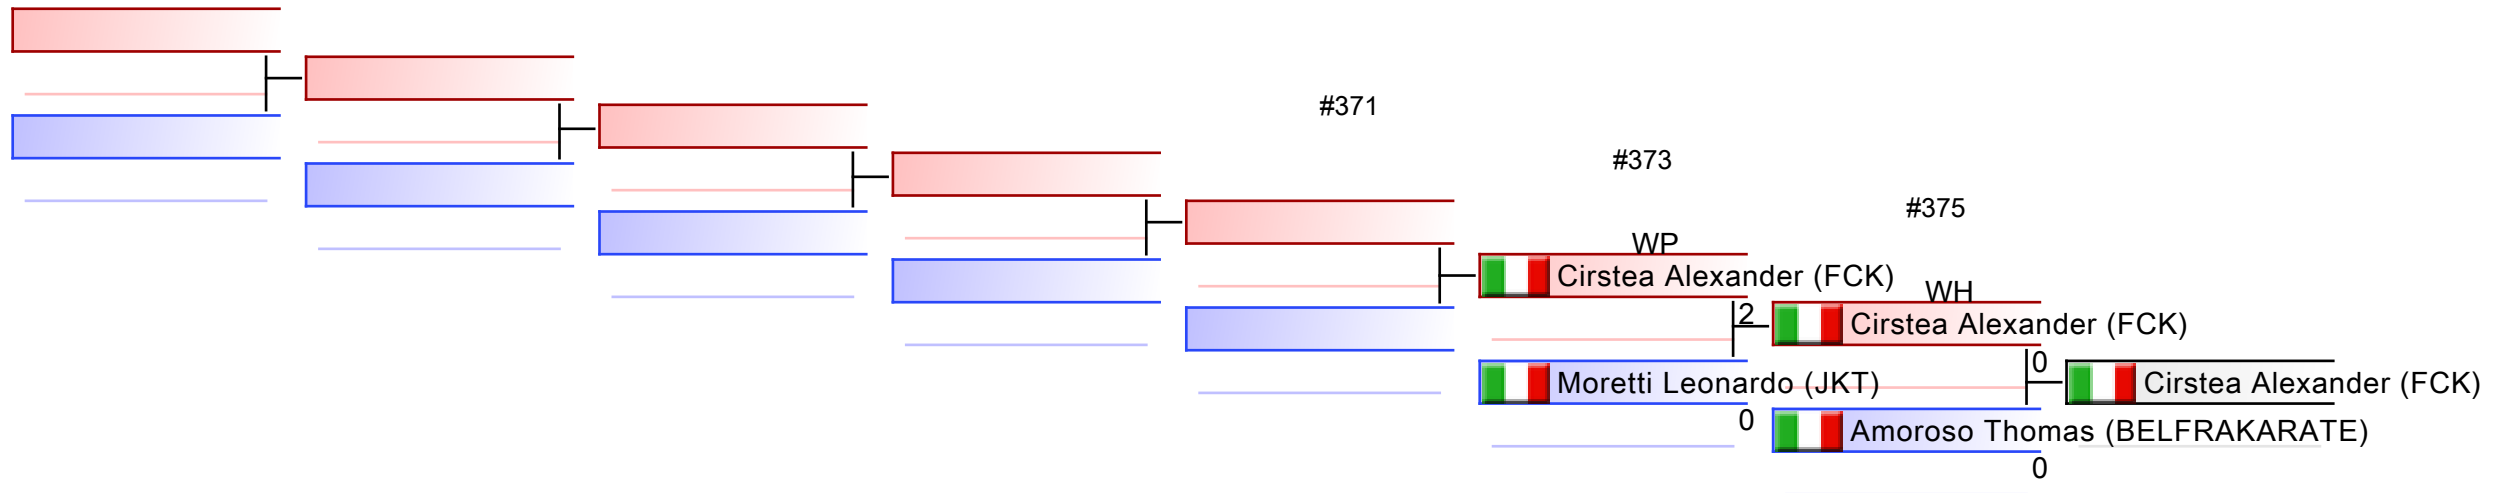 #371
#373
#375
WP
Cirstea Alexander (FCK)
WH
2
Cirstea Alexander (FCK)
0
Moretti Leonardo (JKT)
Cirstea Alexander (FCK)
0
Amoroso Thomas (BELFRAKARATE)
0